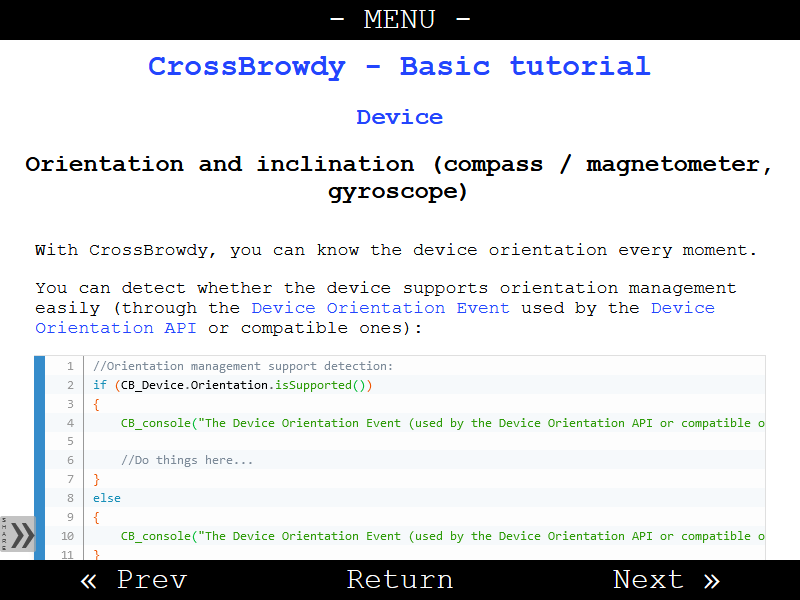 - MENU -
CrossBrowdy - Basic tutorial
Device
Orientation and inclination (compass / magnetometer,
gyroscope)
With CrossBrowdy, you can know the device orientation every moment.
You can detect whether the device supports orientation management
easily (through the Device Orientation Event used by the Device
Orientation API or compatible ones):
1 //Orientation management support detection:
2 if (CB_Device.Orientation.isSupported())
3 {
4 CB_console("The Device Orientation Event (used by the Device Orientation API or compatible o
5
6 //Do things here...
7 }
8 else
9 {
10 CB_console("The Device Orientation Event (used by the Device Orientation API or compatible o
11 }
SHARE »
« Prev Return Next »